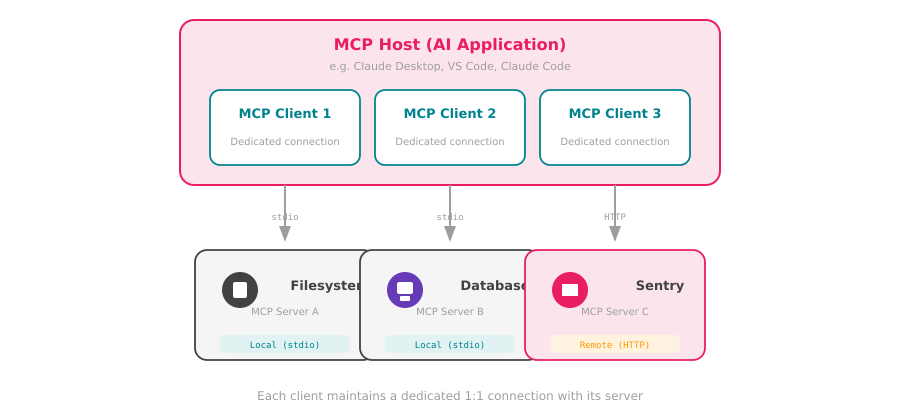 MCP Host (AI Application)
e.g. Claude Desktop, VS Code, Claude Code
MCP Client 1
MCP Client 2
MCP Client 3
Dedicated connection
Dedicated connection
Dedicated connection
stdio
stdio
HTTP
Filesyster
Database
Sentry
MCP Server A
MCP Server B
MCP Server C
Local (stdio)
Local (stdio)
Remote (HTTP)
Each client maintains a dedicated 1:1 connection with its server